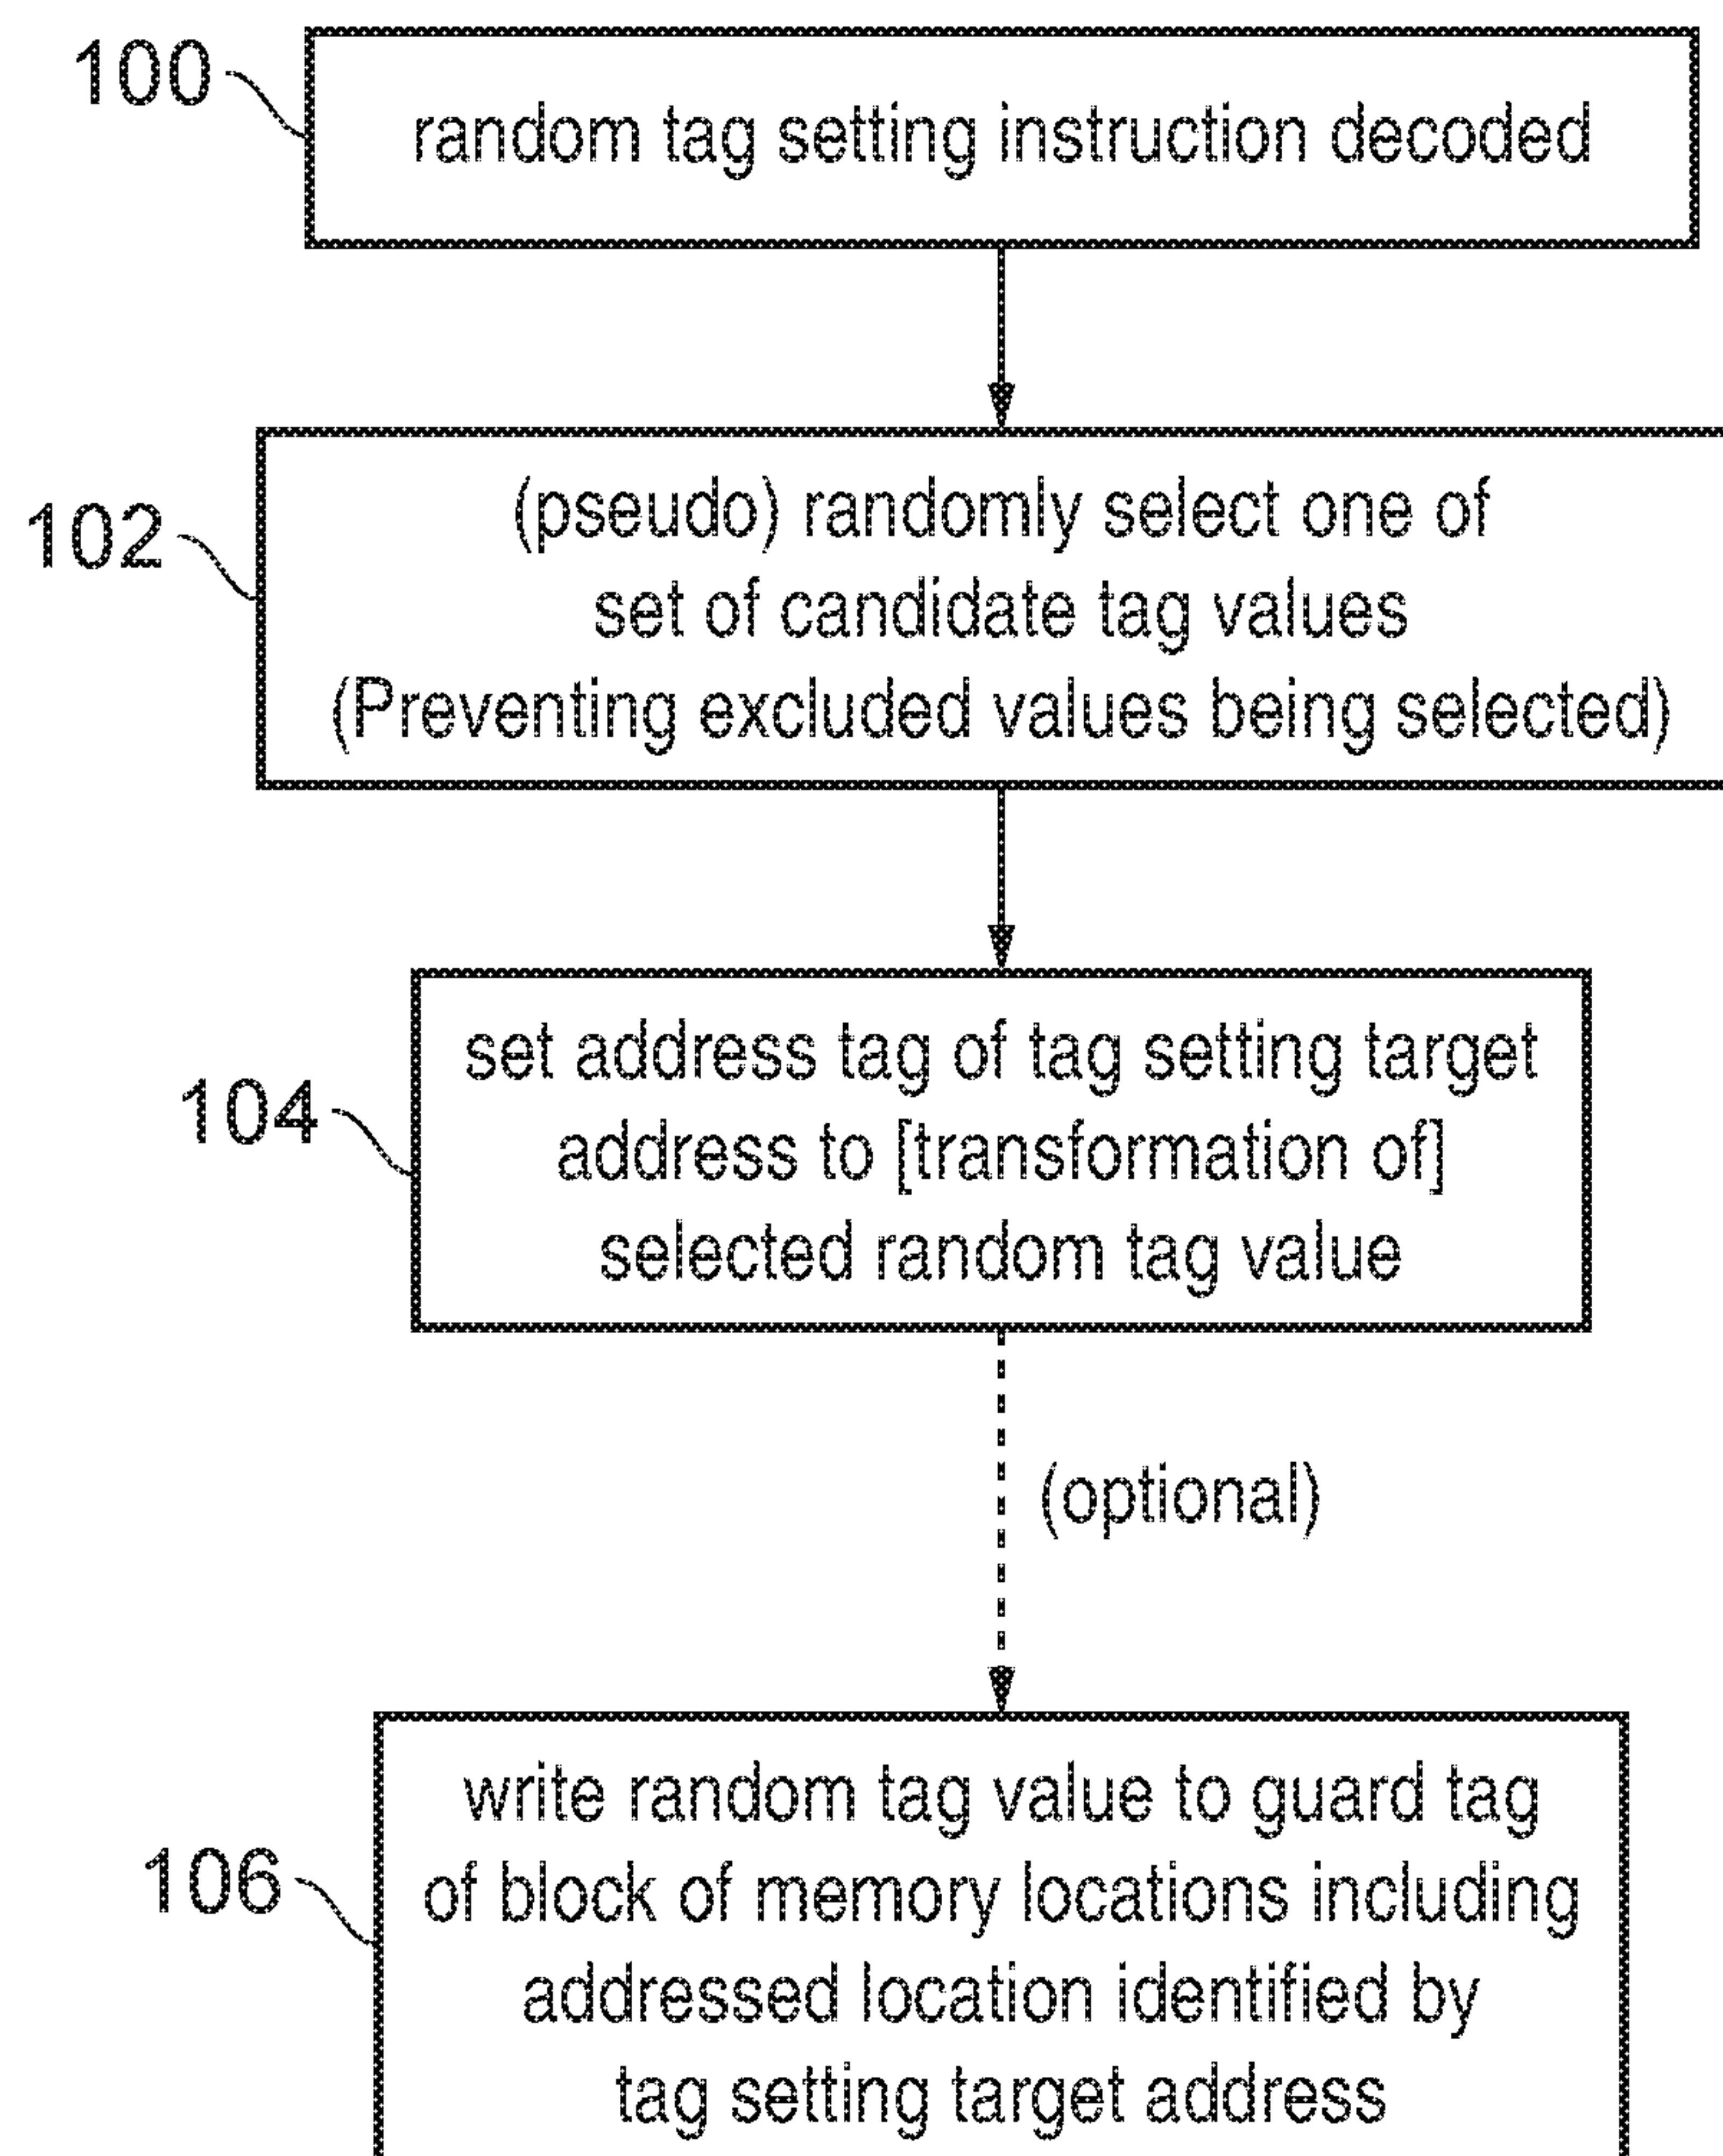 100
random tag setting instruction decoded
102
(pseudo) randomly select one of
set of candidate tag values
(Preventing excluded values being selected)
104
set address tag of tag setting target
address to [transformation of]
selected random tag value
(optional)
106
write random tag value to guard tag
of block of memory locations including
addressed location identified by
tag setting target address